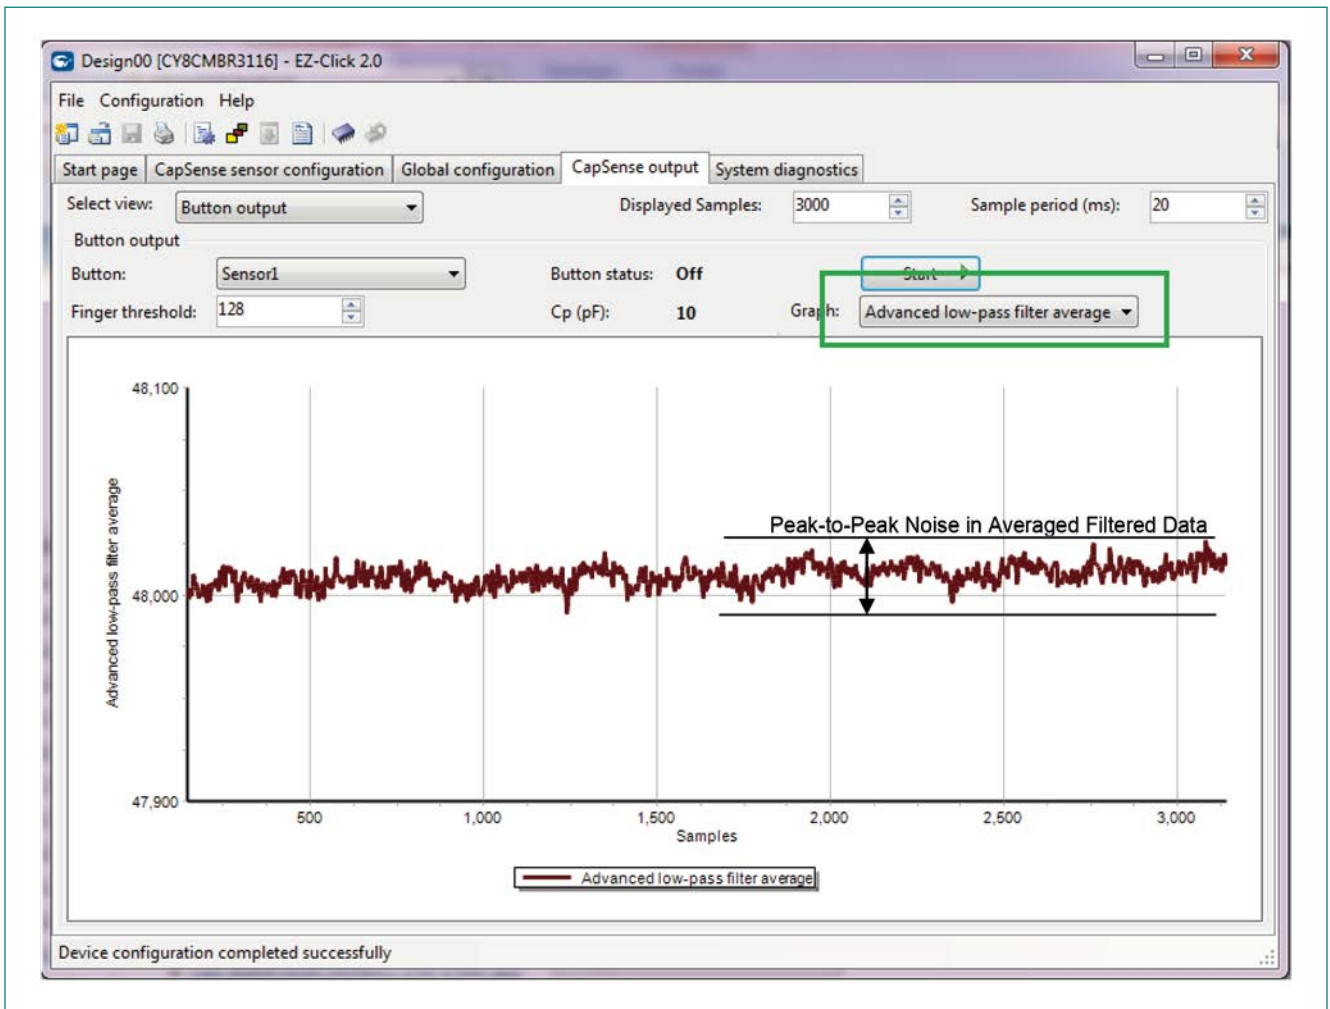 Design00 [CY8CMBR3116] - EZ-Click 2.0
File Configuration Help
Start page CapSense sensor configuration Global configuration CapSense output System diagnostics
Select view: Button output Displayed Samples: 3000 Sample period (ms): 20
Button output
Button: Sensor1 Button status: Off Start
Finger threshold: 128 Cp (pF): 10 Graph: Advanced low-pass filter average
48,100
Advanced low-pass filter average
Peak-to-Peak Noise in Averaged Filtered Data
48,000
47,900
500 1,000 1,500 2,000 2,500 3,000
Samples
Advanced low-pass filter average
Device configuration completed successfully